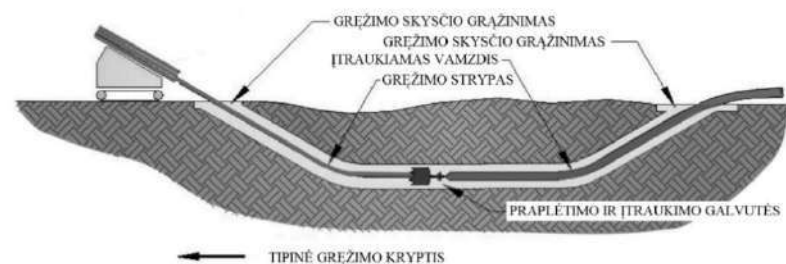 GRĘŽIMO SKYSČIO GRĄŽINIMAS
GRĘŽIMO SKYSČIO GRĄŽINIMAS
ĮTRAUKIAMAS VAMZDIS
GRĘŽIMO STRYPAS
PRAPLĖTIMO IR ĮTRAUKIMO GALVUTĖS
TIPINĖ GRĘŽIMO KRYPTIS